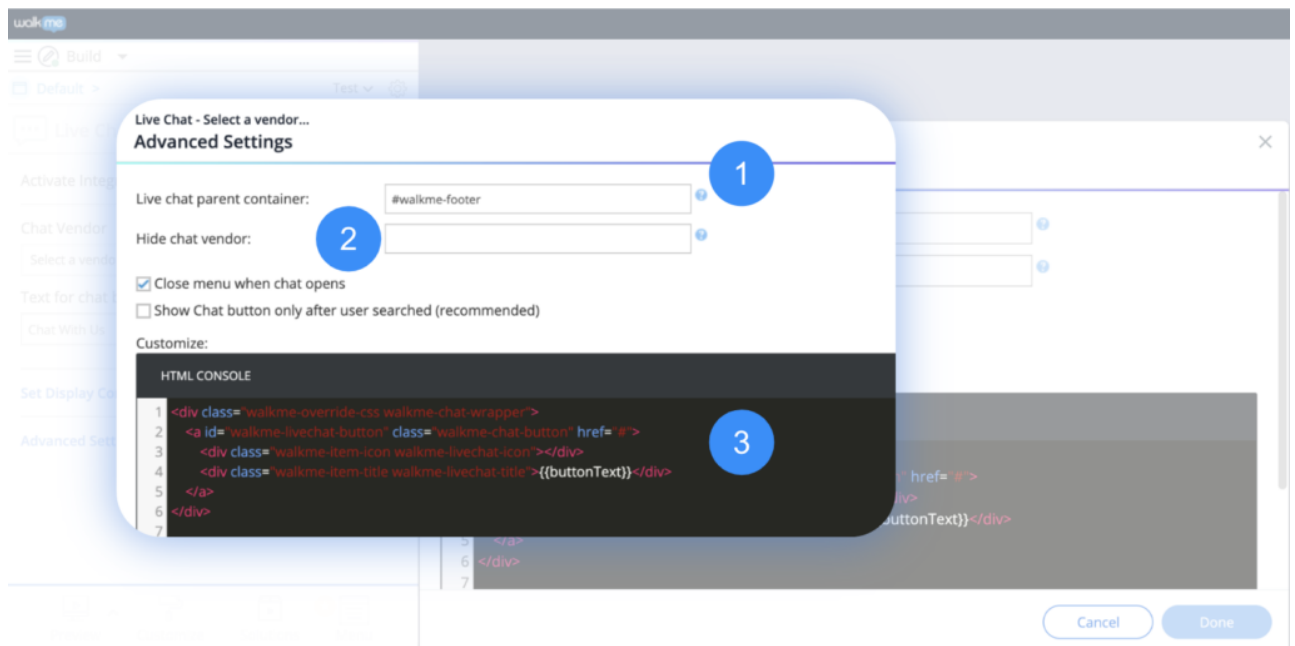 walkme
Build
Default >
Test
Live Chat - Select a vendor...
Advanced Settings
1
Activate Integ
Live chat parent container:
#walkme-footer
Chat Vendor
Hide chat vendor:
2
Select a vendo
Close menu when chat opens
Text for chat
Show Chat button only after user searched (recommended)
Chat With Us
Customize:
HTML CONSOLE
Set Display Co
Advanced Sett
1 <div class="walkme-override-css walkme-chat-wrapper">
2 <a id="walkme-livechat-button" class="walkme-chat-button" href="#">
3 <div class="walkme-item-icon walkme-livechat-icon"></div>
4 <div class="walkme-item-title walkme-livechat-title">{{buttonText}}</div>
5 </a>
6 </div>
7
3
" href="#">
div>
buttonText}}</div>
5 </a>
6 </div>
7
Cancel
Done